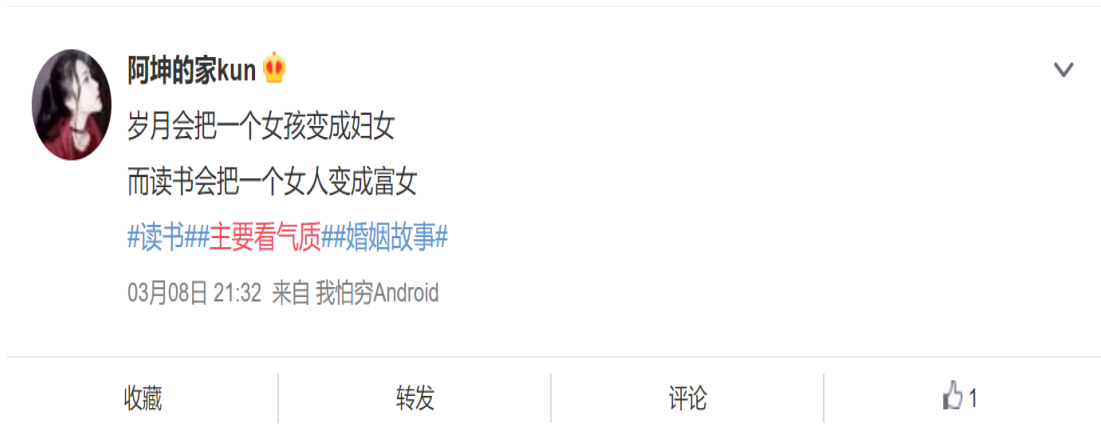 阿坤的家kun
岁月会把一个女孩变成妇女
而读书会把一个女人变成富女
#读书##主要看气质##婚姻故事#
03月08日 21:32 来自 我怕穷Android
收藏 转发 评论 1